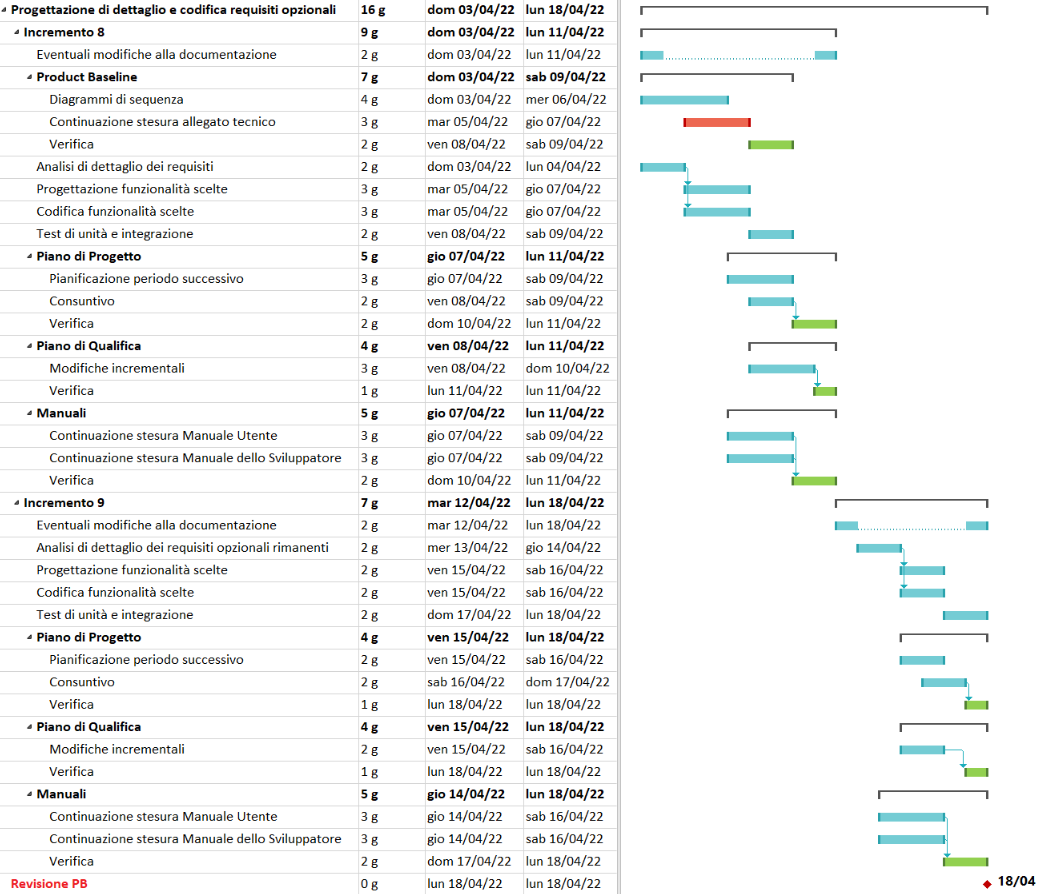 Progettazione di dettaglio e codifica requisiti opzionali 16 g dom 03/04/22 lun 18/04/22
Incremento 8 9 g dom 03/04/22 lun 11/04/22
Eventuali modifiche alla documentazione 2 g dom 03/04/22 lun 11/04/22
Product Baseline 7 g dom 03/04/22 sab 09/04/22
Diagrammi di sequenza 4 g dom 03/04/22 mer 06/04/22
Continuazione stesura allegato tecnico 3 g mar 05/04/22 gio 07/04/22
Verifica 2 g ven 08/04/22 sab 09/04/22
Analisi di dettaglio dei requisiti 2 g dom 03/04/22 lun 04/04/22
Progettazione funzionalità scelte 3 g mar 05/04/22 gio 07/04/22
Codifica funzionalità scelte 3 g mar 05/04/22 gio 07/04/22
Test di unità e integrazione 2 g ven 08/04/22 sab 09/04/22
Piano di Progetto 5 g gio 07/04/22 lun 11/04/22
Pianificazione periodo successivo 3 g gio 07/04/22 sab 09/04/22
Consuntivo 2 g ven 08/04/22 sab 09/04/22
Verifica 2 g dom 10/04/22 lun 11/04/22
Piano di Qualifica 4 g ven 08/04/22 lun 11/04/22
Modifiche incrementali 3 g ven 08/04/22 dom 10/04/22
Verifica 1 g lun 11/04/22 lun 11/04/22
Manuali 5 g gio 07/04/22 lun 11/04/22
Continuazione stesura Manuale Utente 3 g gio 07/04/22 sab 09/04/22
Continuazione stesura Manuale dello Sviluppatore 3 g gio 07/04/22 sab 09/04/22
Verifica 2 g dom 10/04/22 lun 11/04/22
Incremento 9 7 g mar 12/04/22 lun 18/04/22
Eventuali modifiche alla documentazione 2 g mar 12/04/22 lun 18/04/22
Analisi di dettaglio dei requisiti opzionali rimanenti 2 g mer 13/04/22 gio 14/04/22
Progettazione funzionalità scelte 2 g ven 15/04/22 sab 16/04/22
Codifica funzionalità scelte 2 g ven 15/04/22 sab 16/04/22
Test di unità e integrazione 2 g dom 17/04/22 lun 18/04/22
Piano di Progetto 4 g ven 15/04/22 lun 18/04/22
Pianificazione periodo successivo 2 g ven 15/04/22 sab 16/04/22
Consuntivo 2 g sab 16/04/22 dom 17/04/22
Verifica 1 g lun 18/04/22 lun 18/04/22
Piano di Qualifica 4 g ven 15/04/22 lun 18/04/22
Modifiche incrementali 2 g ven 15/04/22 sab 16/04/22
Verifica 1 g lun 18/04/22 lun 18/04/22
Manuali 5 g gio 14/04/22 lun 18/04/22
Continuazione stesura Manuale Utente 3 g gio 14/04/22 sab 16/04/22
Continuazione stesura Manuale dello Sviluppatore 3 g gio 14/04/22 sab 16/04/22
Verifica 2 g dom 17/04/22 lun 18/04/22
Revisione PB 0 g lun 18/04/22 lun 18/04/22 18/04